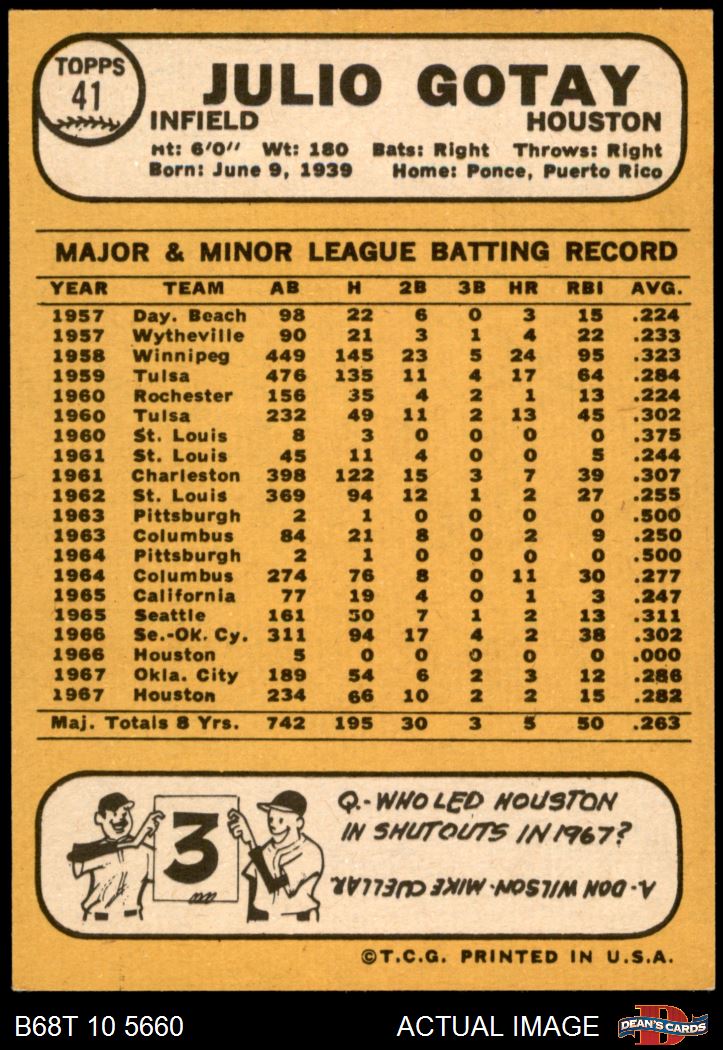 TOPPS
41
JULIO GOTAY
INFIELD HOUSTON
Ht: 6'0" Wt: 180 Bats: Right Throws: Right
Born: June 9, 1939 Home: Ponce, Puerto Rico
MAJOR & MINOR LEAGUE BATTING RECORD
YEAR TEAM AB H 2B 3B HR RBI AVG.
1957 Day. Beach 98 22 6 0 3 15 .224
1957 Wytheville 90 21 3 1 4 22 .233
1958 Winnipeg 449 145 23 5 24 95 .323
1959 Tulsa 476 135 11 4 17 64 .284
1960 Rochester 156 35 4 2 1 13 .224
1960 Tulsa 232 49 11 2 13 45 .302
1960 St. Louis 8 3 0 0 0 0 .375
1961 St. Louis 45 11 4 0 0 5 .244
1961 Charleston 398 122 15 3 7 39 .307
1962 St. Louis 369 94 12 1 2 27 .255
1963 Pittsburgh 2 1 0 0 0 0 .500
1963 Columbus 84 21 8 0 2 9 .250
1964 Pittsburgh 2 1 0 0 0 0 .500
1964 Columbus 274 76 8 0 11 30 .277
1965 California 77 19 4 0 1 3 .247
1965 Seattle 161 50 7 1 2 13 .311
1966 Se.-OK. Cy. 311 94 17 4 2 38 .302
1966 Houston 5 0 0 0 0 0 .000
1967 Okla. City 189 54 6 2 3 12 .286
1967 Houston 234 66 10 2 2 15 .282
Maj. Totals 8 Yrs. 742 195 30 3 5 50 .263
3
Q.-WHO LED HOUSTON
IN SHUTOUTS IN 1967?
A- DON WILSON-MIKE CUELLAR
©T.C.G. PRINTED IN U.S.A.
B68T 10 5660 ACTUAL IMAGE D DEAN'S CARDS